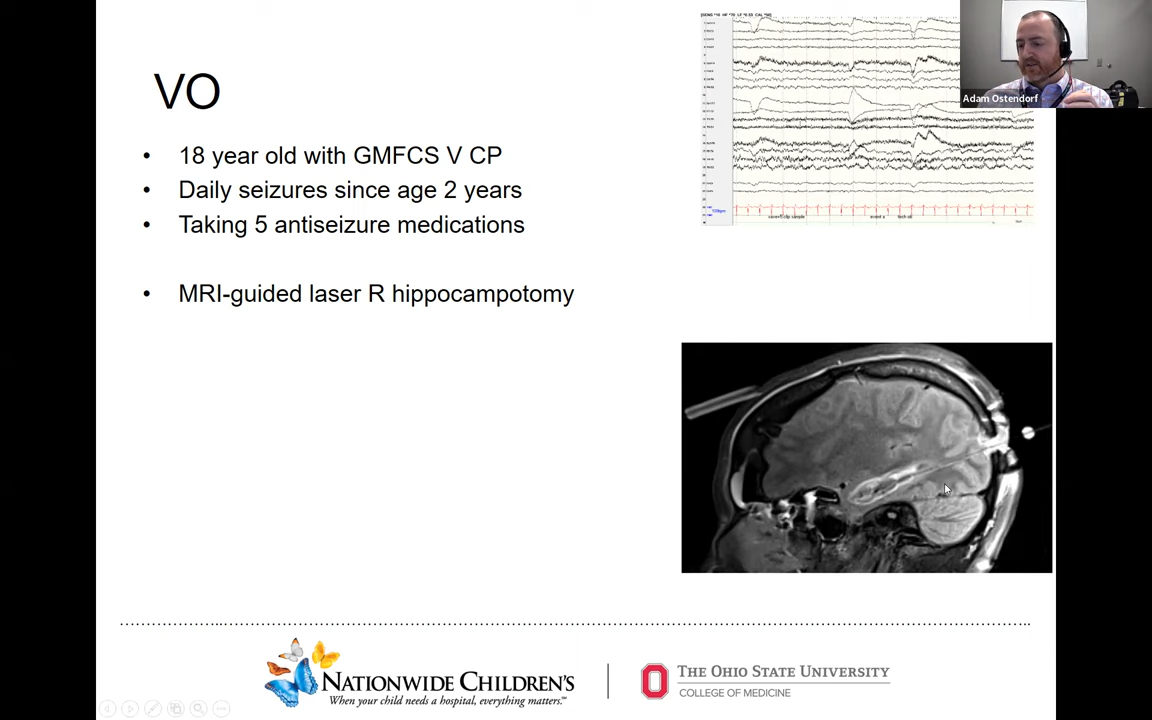 VO
• 18 year old with GMFCS V CP
• Daily seizures since age 2 years
• Taking 5 antiseizure medications
• MRI-guided laser R hippocampotomy
Adam Ostendorf
NATIONWIDE CHILDREN'S
When your child needs a hospital, everything matters.℠
THE OHIO STATE UNIVERSITY
COLLEGE OF MEDICINE